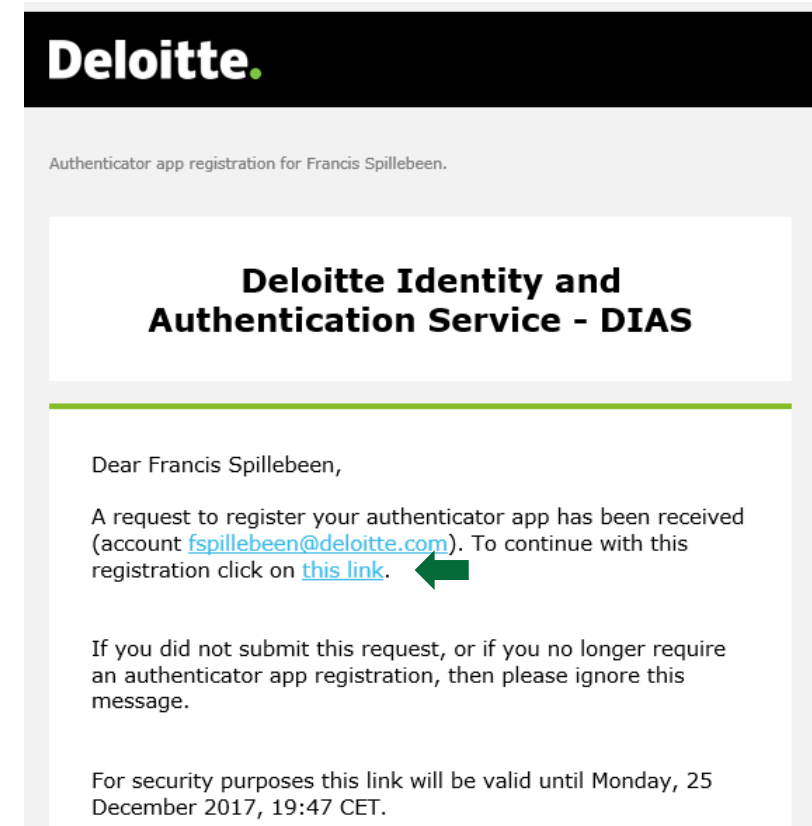 Deloitte.
Authenticator app registration for Francis Spillebeen.
Deloitte Identity and
Authentication Service - DIAS
Dear Francis Spillebeen,
A request to register your authenticator app has been received
(account fspillebeen@deloitte.com). To continue with this
registration click on this link.
If you did not submit this request, or if you no longer require
an authenticator app registration, then please ignore this
message.
For security purposes this link will be valid until Monday, 25
December 2017, 19:47 CET.